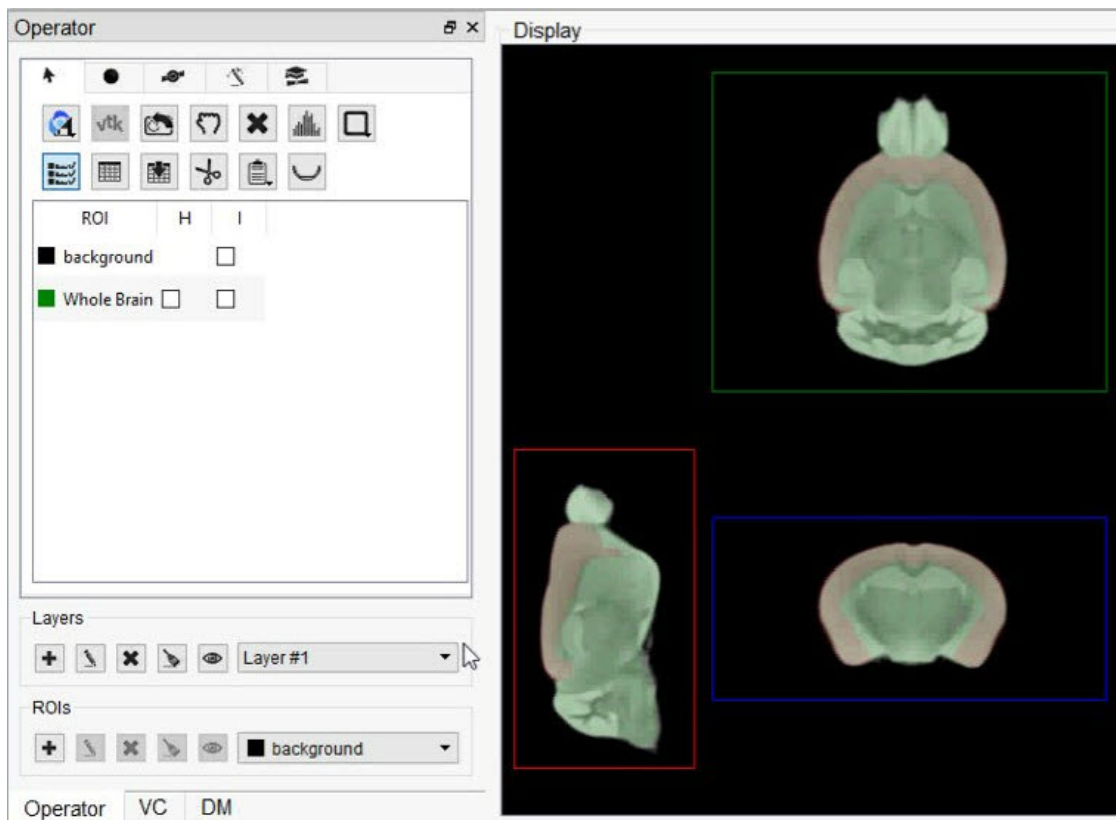 Operator
Display
vtk
ROI H I
background
Whole Brain
Layers
Layer #1
ROIs
background
Operator VC DM